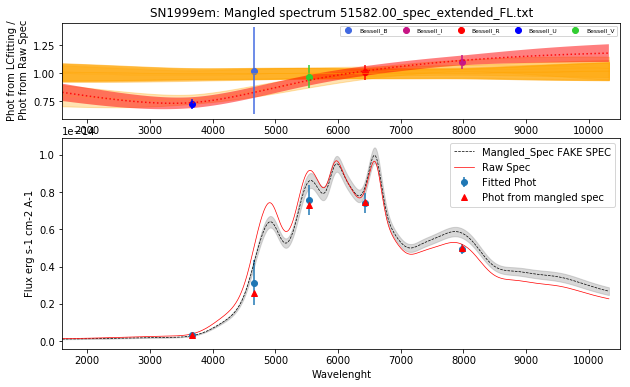 SN1999em: Mangled spectrum 51582.00_spec_extended_FL.txt
Phot from LCfitting /
Phot from Raw Spec
1.25
1.00
0.75
Bessell_B
Bessell_I
Bessell_R
Bessell_U
Bessell_V
2000 3000 4000 5000 6000 7000 8000 9000 10000
1e−14
Flux erg s-1 cm-2 A-1
1.0
0.8
0.6
0.4
0.2
0.0
Mangled_Spec FAKE SPEC
Raw Spec
Fitted Phot
Phot from mangled spec
2000 3000 4000 5000 6000 7000 8000 9000 10000
Wavelenght